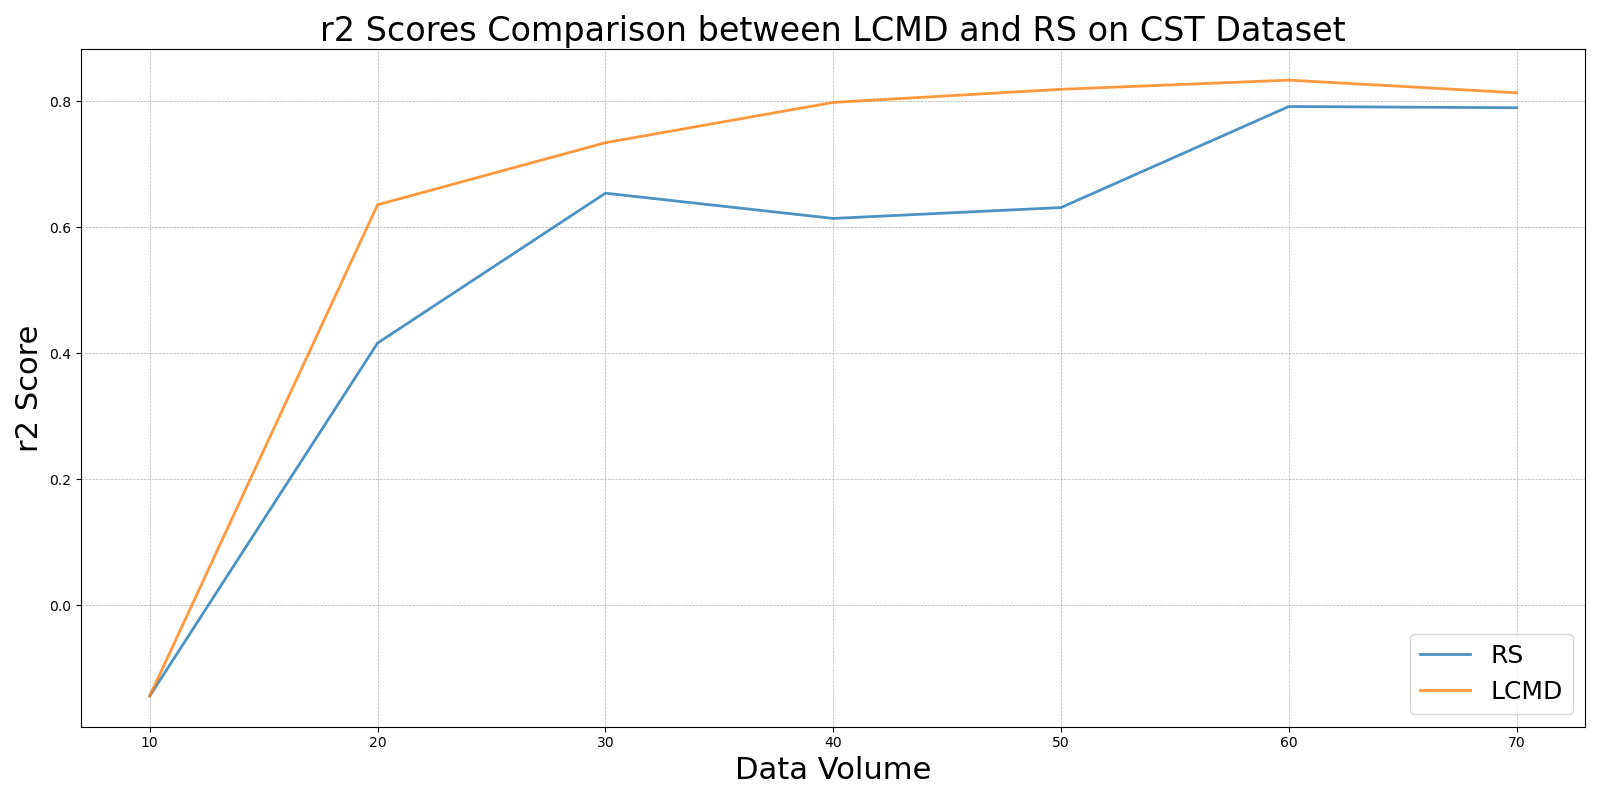 r2 Scores Comparison between LCMD and RS on CST Dataset
r2 Score
0.8
0.6
0.4
0.2
0.0
RS
LCMD
10 20 30 40 50 60 70
Data Volume